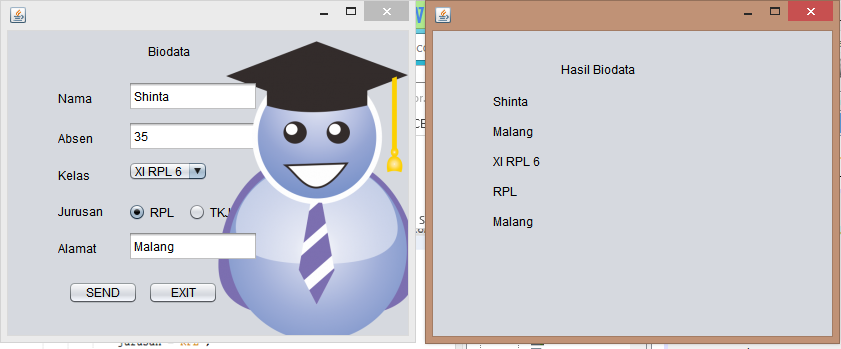 Biodata
Nama Shinta
Absen 35
Kelas XI RPL 6
Jurusan RPL TKJ
Alamat Malang
SEND EXIT
Hasil Biodata
Shinta
Malang
XI RPL 6
RPL
Malang